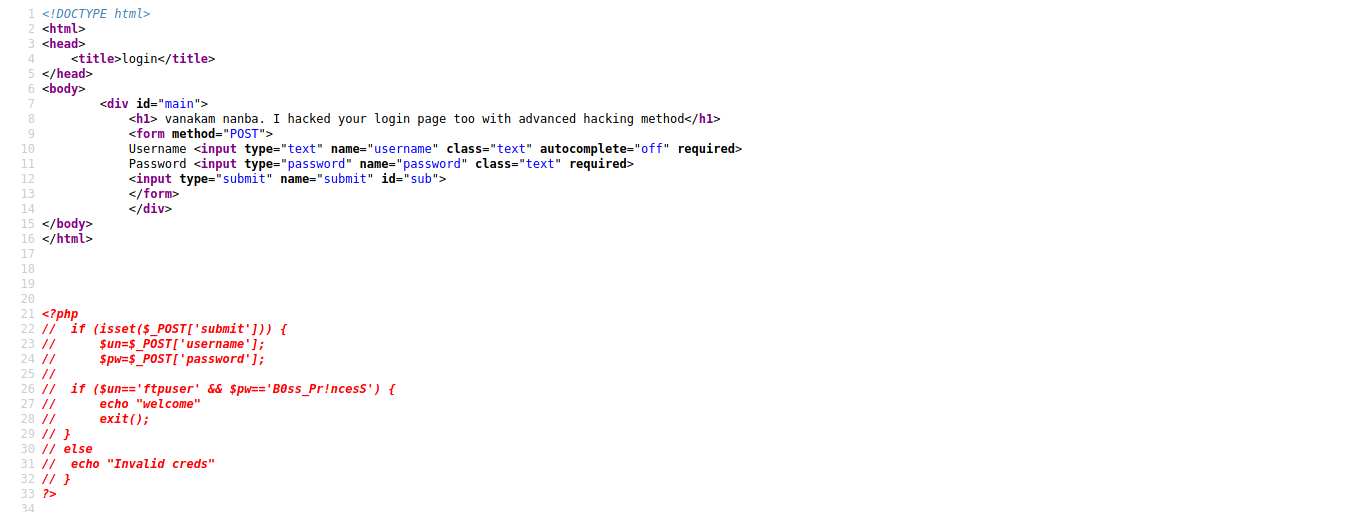 1 <!DOCTYPE html>
2 <html>
3 <head>
4 <title>login</title>
5 </head>
6 <body>
7 <div id="main">
8 <h1> vanakam nanba. I hacked your login page too with advanced hacking method</h1>
9 <form method="POST">
10 Username <input type="text" name="username" class="text" autocomplete="off" required>
11 Password <input type="password" name="password" class="text" required>
12 <input type="submit" name="submit" id="sub">
13 </form>
14 </div>
15 </body>
16 </html>
17
18
19
20
21 <?php
22 //  if (isset($_POST['submit'])) {
23 //      $un=$_POST['username'];
24 //      $pw=$_POST['password'];
25 //
26 //  if ($un=='ftpuser' && $pw=='B0ss_Pr!ncesS') {
27 //      echo "welcome"
28 //      exit();
29 // }
30 // else
31 //  echo "Invalid creds"
32 // }
33 ?>
34